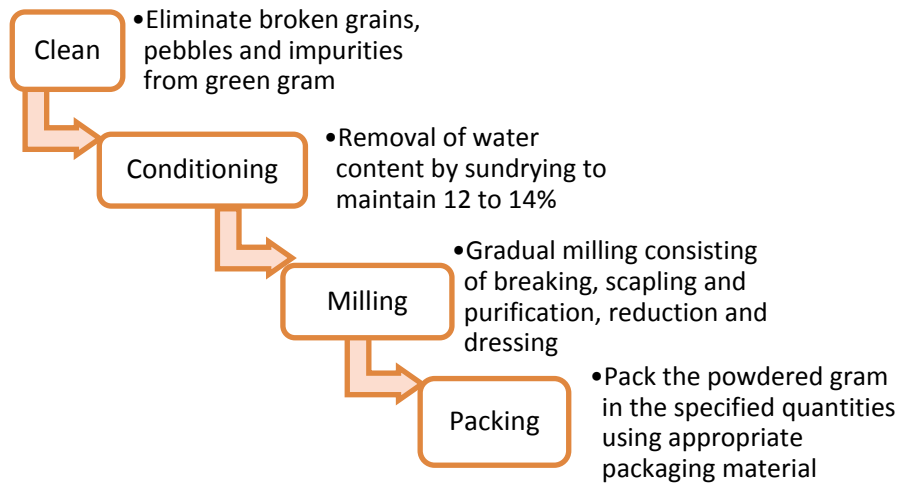 Clean
•Eliminate broken grains,
pebbles and impurities
from green gram
Conditioning
•Removal of water
content by sundrying to
maintain 12 to 14%
Milling
•Gradual milling consisting
of breaking, scapling and
purification, reduction and
dressing
Packing
•Pack the powdered gram
in the specified quantities
using appropriate
packaging material